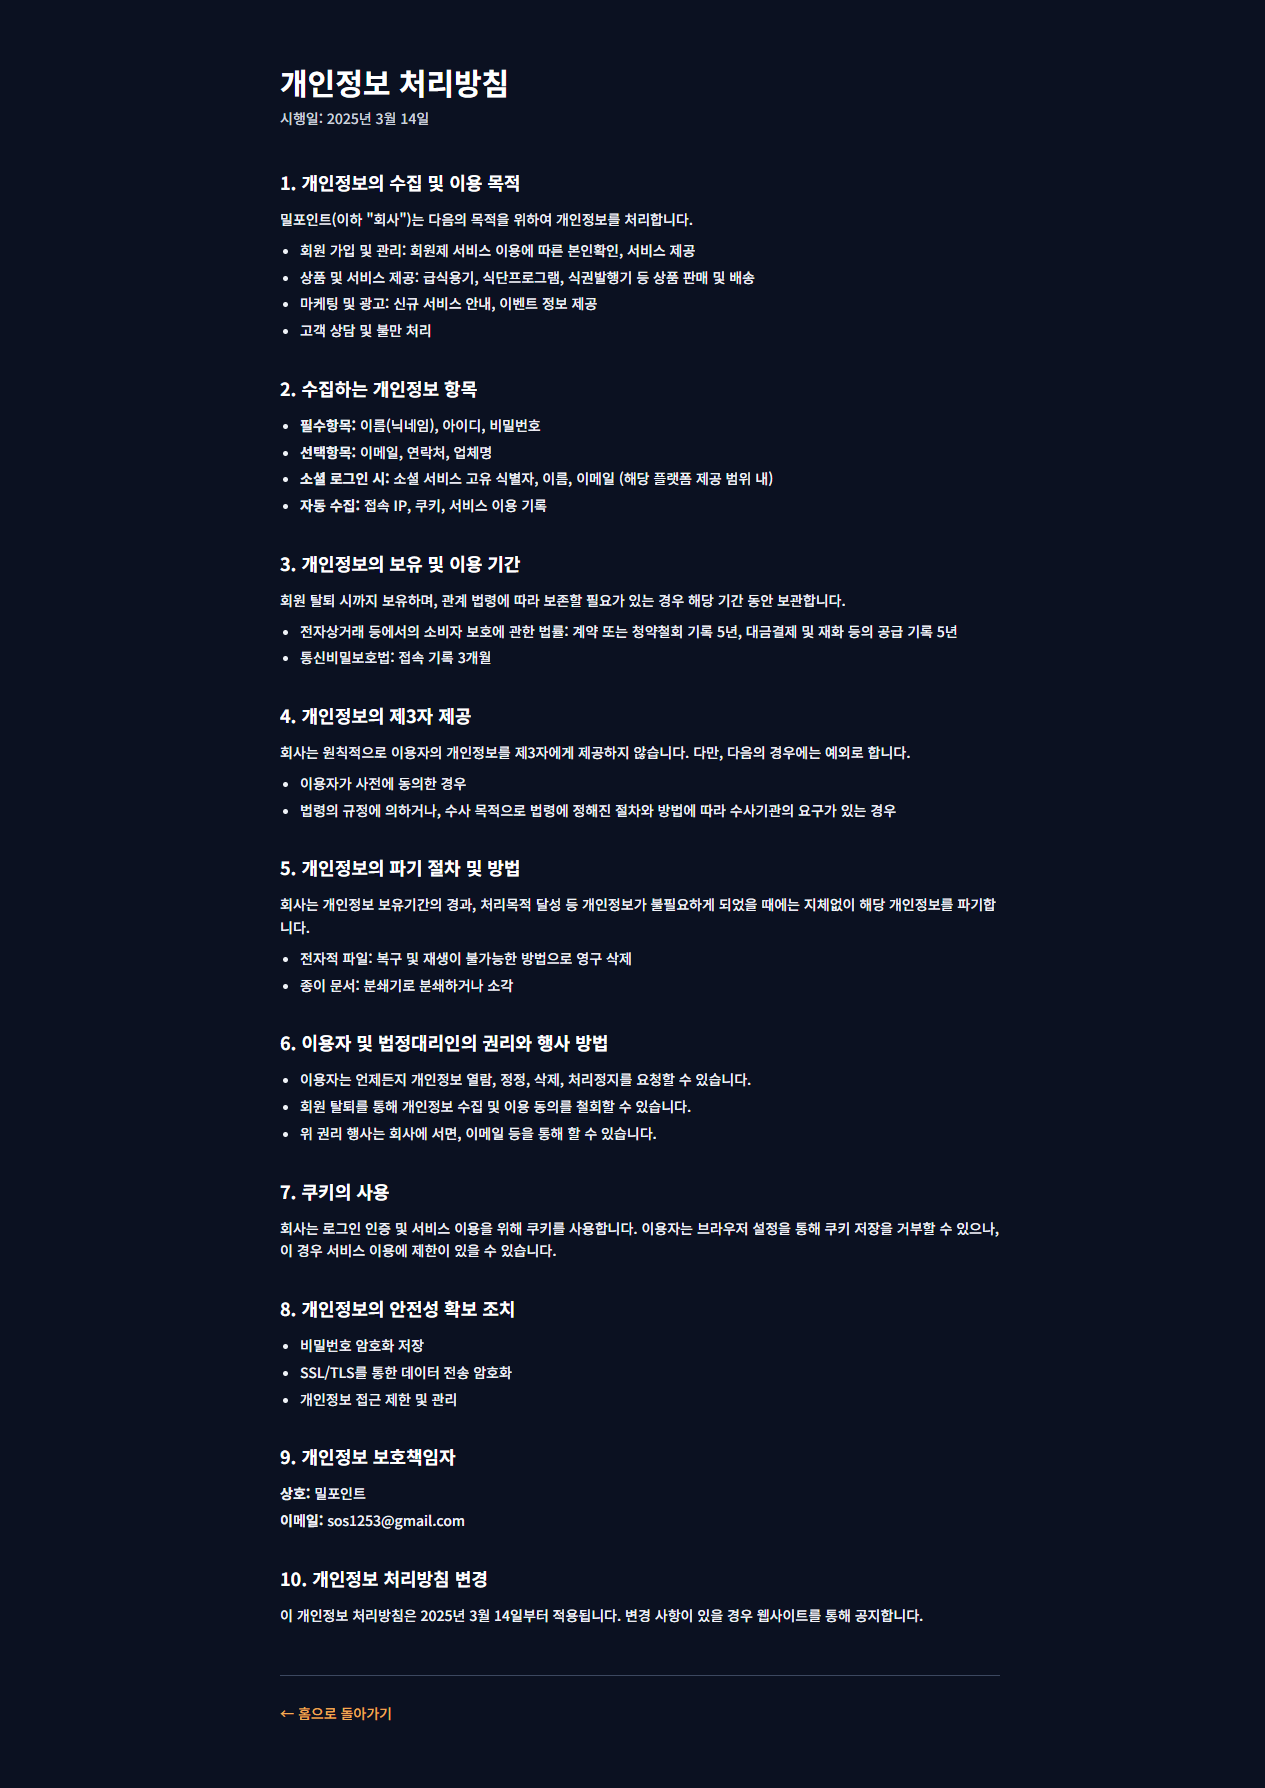 개인정보 처리방침
시행일: 2025년 3월 14일
1. 개인정보의 수집 및 이용 목적
밀포인트(이하 "회사")는 다음의 목적을 위하여 개인정보를 처리합니다.
• 회원 가입 및 관리: 회원제 서비스 이용에 따른 본인확인, 서비스 제공
• 상품 및 서비스 제공: 급식용기, 식단프로그램, 식권발행기 등 상품 판매 및 배송
• 마케팅 및 광고: 신규 서비스 안내, 이벤트 정보 제공
• 고객 상담 및 불만 처리
2. 수집하는 개인정보 항목
• 필수항목: 이름(닉네임), 아이디, 비밀번호
• 선택항목: 이메일, 연락처, 업체명
• 소셜 로그인 시: 소셜 서비스 고유 식별자, 이름, 이메일 (해당 플랫폼 제공 범위 내)
• 자동 수집: 접속 IP, 쿠키, 서비스 이용 기록
3. 개인정보의 보유 및 이용 기간
회원 탈퇴 시까지 보유하며, 관계 법령에 따라 보존할 필요가 있는 경우 해당 기간 동안 보관합니다.
• 전자상거래 등에서의 소비자 보호에 관한 법률: 계약 또는 청약철회 기록 5년, 대금결제 및 재화 등의 공급 기록 5년
• 통신비밀보호법: 접속 기록 3개월
4. 개인정보의 제3자 제공
회사는 원칙적으로 이용자의 개인정보를 제3자에게 제공하지 않습니다. 다만, 다음의 경우에는 예외로 합니다.
• 이용자가 사전에 동의한 경우
• 법령의 규정에 의하거나, 수사 목적으로 법령에 정해진 절차와 방법에 따라 수사기관의 요구가 있는 경우
5. 개인정보의 파기 절차 및 방법
회사는 개인정보 보유기간의 경과, 처리목적 달성 등 개인정보가 불필요하게 되었을 때에는 지체없이 해당 개인정보를 파기합
니다.
• 전자적 파일: 복구 및 재생이 불가능한 방법으로 영구 삭제
• 종이 문서: 분쇄기로 분쇄하거나 소각
6. 이용자 및 법정대리인의 권리와 행사 방법
• 이용자는 언제든지 개인정보 열람, 정정, 삭제, 처리정지를 요청할 수 있습니다.
• 회원 탈퇴를 통해 개인정보 수집 및 이용 동의를 철회할 수 있습니다.
• 위 권리 행사는 회사에 서면, 이메일 등을 통해 할 수 있습니다.
7. 쿠키의 사용
회사는 로그인 인증 및 서비스 이용을 위해 쿠키를 사용합니다. 이용자는 브라우저 설정을 통해 쿠키 저장을 거부할 수 있으나,
이 경우 서비스 이용에 제한이 있을 수 있습니다.
8. 개인정보의 안전성 확보 조치
• 비밀번호 암호화 저장
• SSL/TLS를 통한 데이터 전송 암호화
• 개인정보 접근 제한 및 관리
9. 개인정보 보호책임자
상호: 밀포인트
이메일: sos1253@gmail.com
10. 개인정보 처리방침 변경
이 개인정보 처리방침은 2025년 3월 14일부터 적용됩니다. 변경 사항이 있을 경우 웹사이트를 통해 공지합니다.
← 홈으로 돌아가기